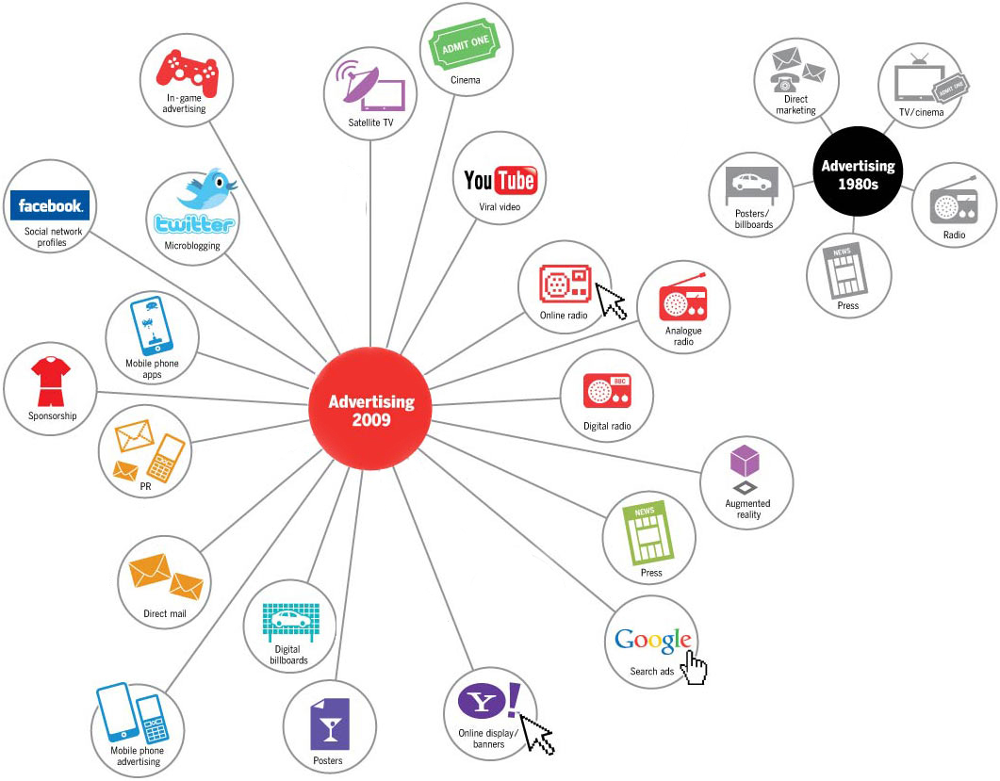 ADMIT ONE
Cinema
In-game
advertising
Satellite TV
Direct
marketing
ADMIT ONE
TV/cinema
Advertising
1980s
Posters/
billboards
Radio
NEWS
Press
facebook.
Social network
profiles
twitter
Microblogging
YouTube
Viral video
Online radio
Analogue
radio
Mobile phone
apps
Sponsorship
Advertising
2009
BBC
Digital radio
PR
Augmented
reality
NEWS
Press
Direct mail
Digital
billboards
Google
Search ads
Mobile phone
advertising
Posters
Y!
Online display/
banners